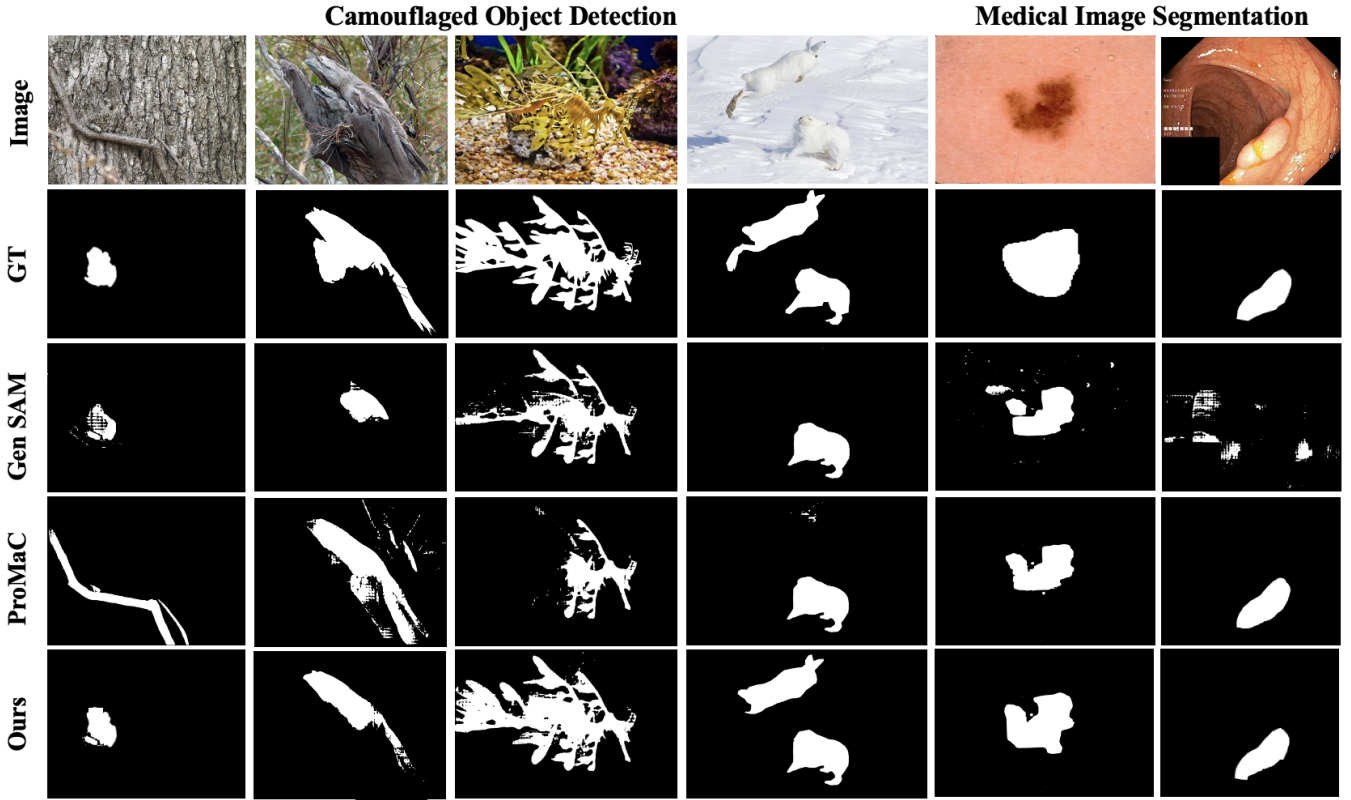 Camouflaged Object Detection
Medical Image Segmentation
Image
GT
Gen SAM
ProMaC
Ours